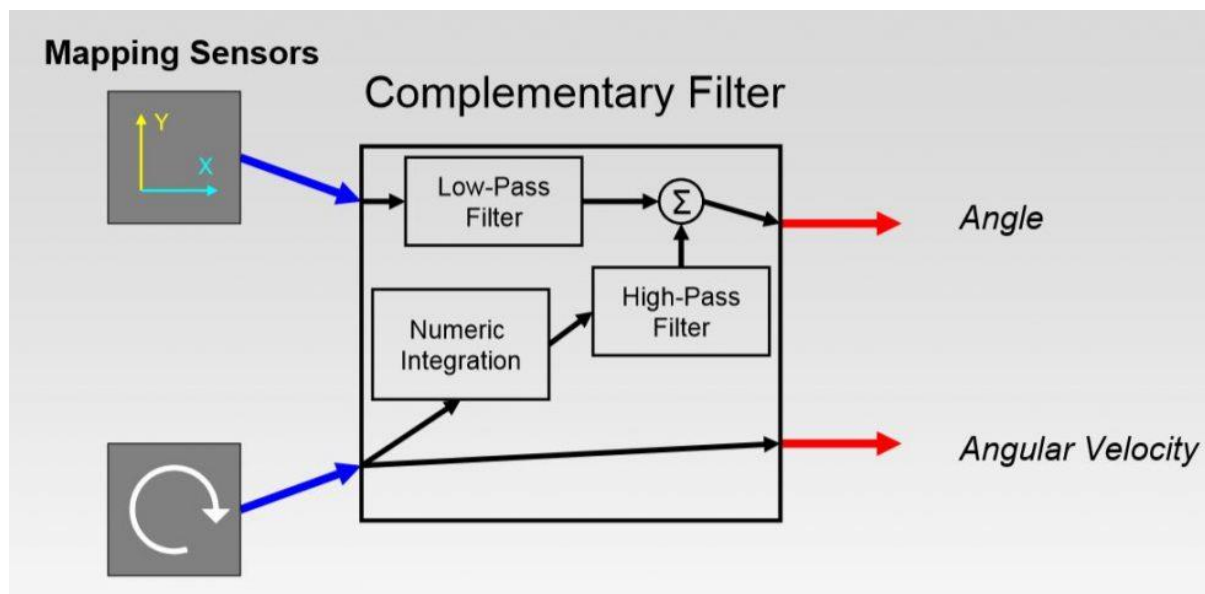 Mapping Sensors
Complementary Filter
Y
X
Low-Pass
Filter
Σ
Angle
High-Pass
Filter
Numeric
Integration
Angular Velocity